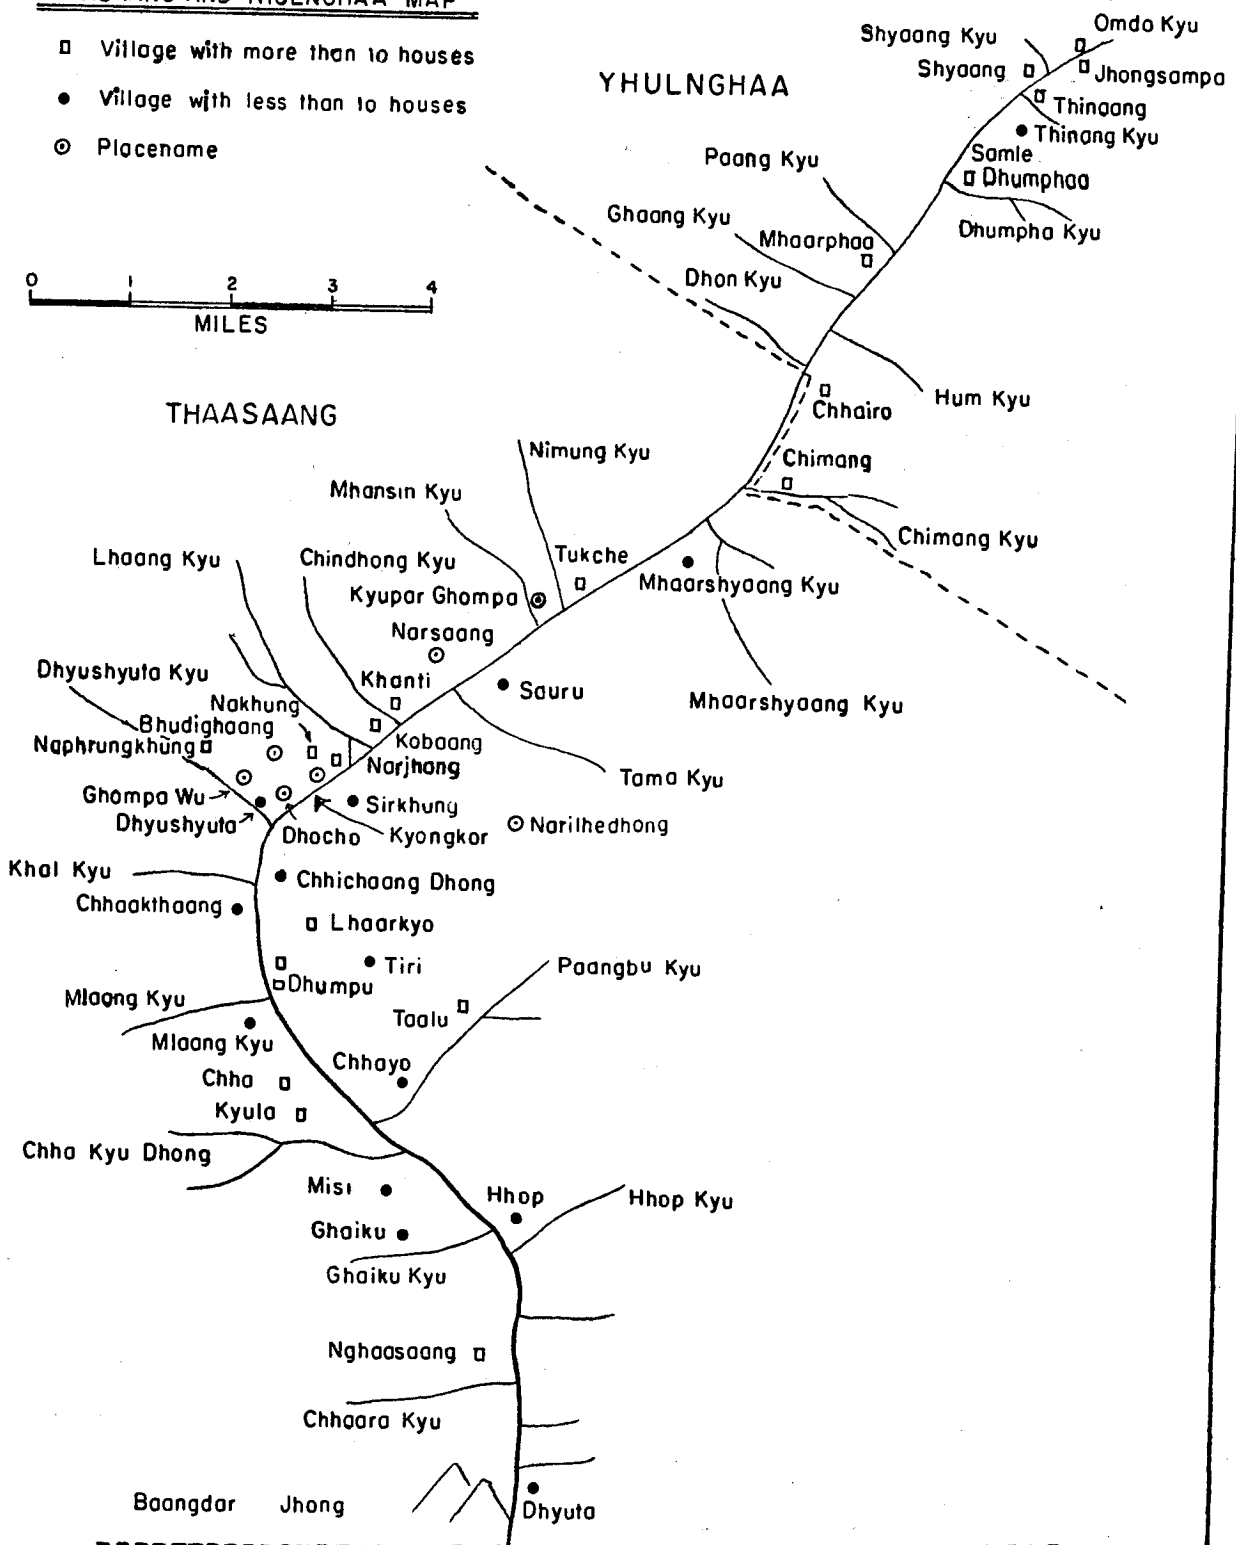 MAP
Village with more than 10 houses
Village with less than 10 houses
Placename
0 1 2 3 4
MILES
YHULNGHAA
THAASAANG
Omdo Kyu
Shyaang Kyu
Shyaang
Jhongsampa
Thinaang
Thinang Kyu
Samle
Dhumphaa
Dhumpha Kyu
Paang Kyu
Ghaang Kyu
Mhaarphaa
Dhon Kyu
Hum Kyu
Chhairo
Chimang
Chimang Kyu
Nimung Kyu
Mhansin Kyu
Lhaang Kyu
Chindhong Kyu
Tukche
Mhaarshyaang Kyu
Kyupar Ghompa
Narsaang
Dhyushyuta Kyu
Khanti
Sauru
Mhaarshyaang Kyu
Nakhung
Bhudighaang
Naphrungkhung
Kobaang
Narjhang
Tama Kyu
Ghompa Wu
Sirkhung
Dhyushyuta
Dhocho
Kyongkor
Narilhedhong
Khal Kyu
Chhichaang Dhong
Chhaakthaang
Lhaarkyo
Tiri
Paangbu Kyu
Dhumpu
Mlaang Kyu
Taalu
Mlaang Kyu
Chhayo
Chha
Kyula
Chha Kyu Dhong
Misi
Hhop
Hhop Kyu
Ghaiku
Ghaiku Kyu
Nghaasaang
Chhaara Kyu
Baangdar Jhong
Dhyuta